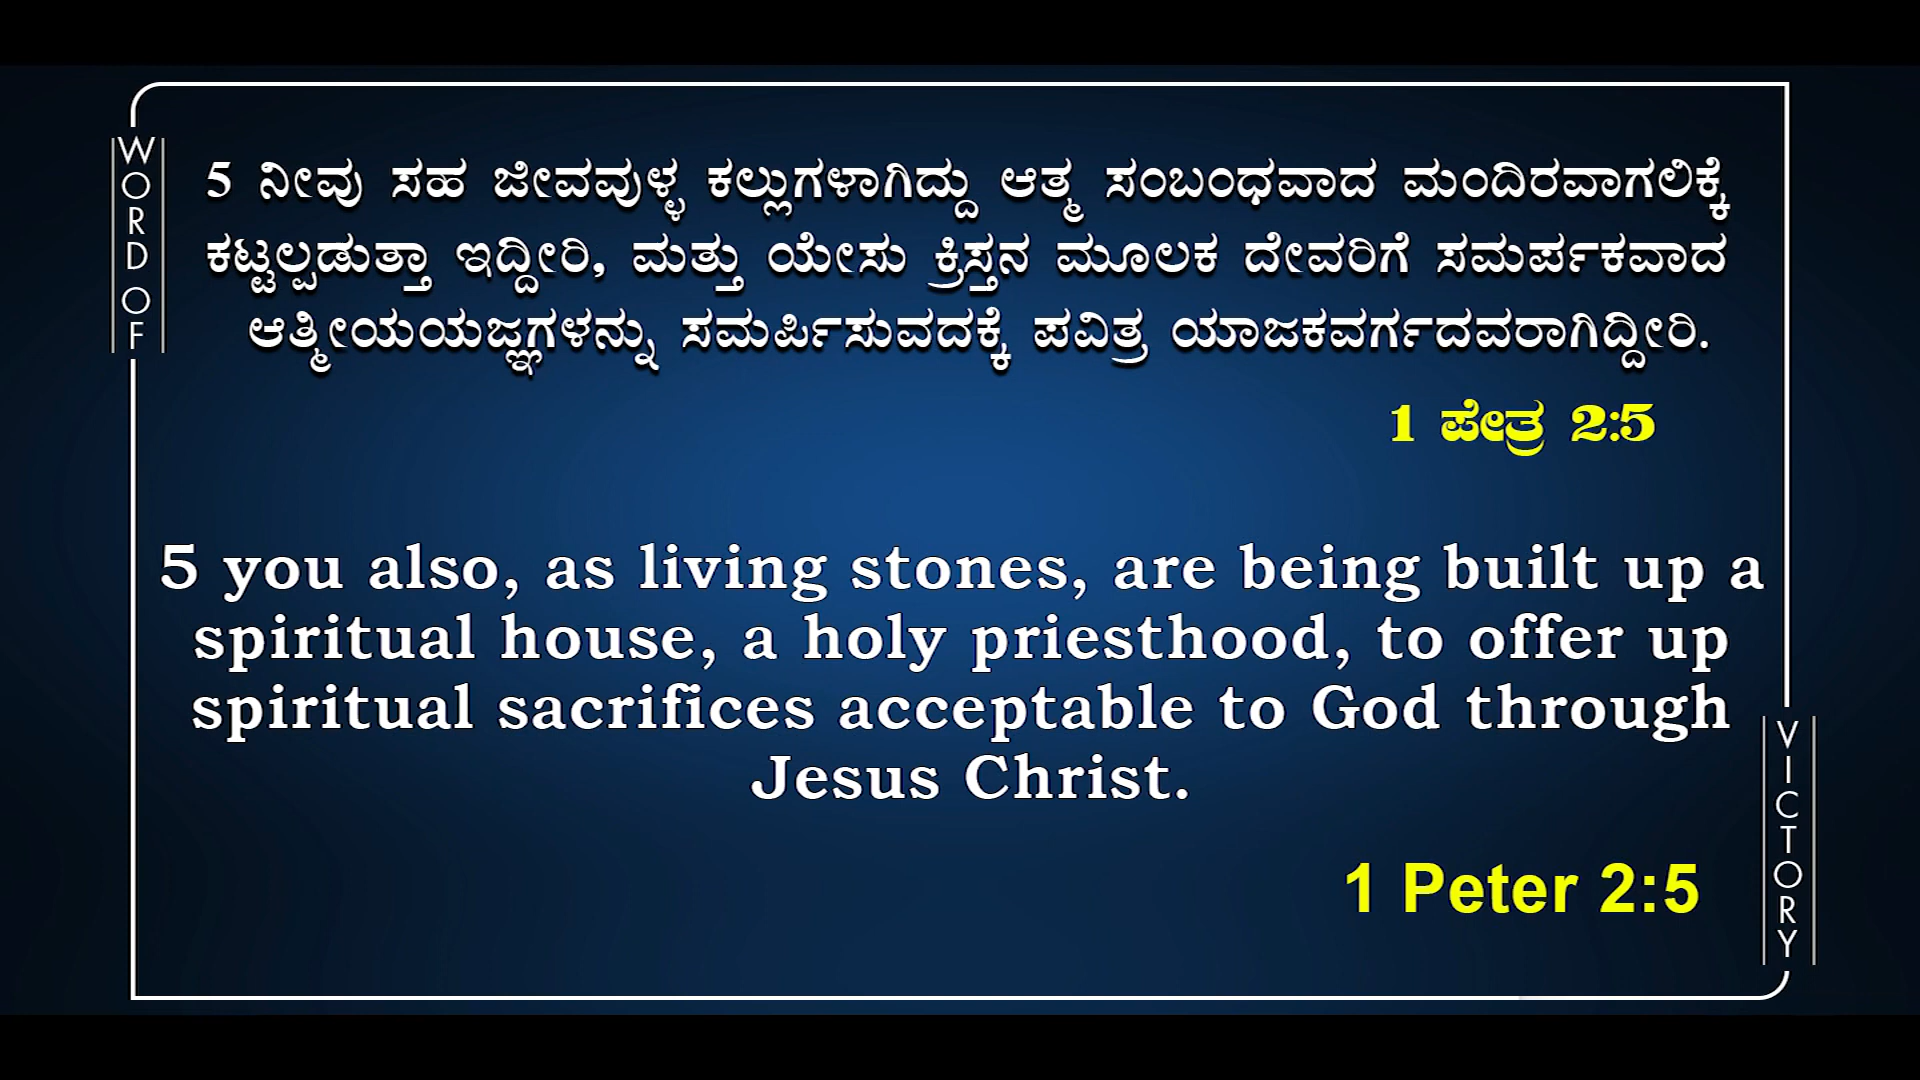 WORD OF
5 ನೀವು ಸಹ ಜೀವವುಳ್ಳ ಕಲ್ಲುಗಳಾಗಿದ್ದು ಆತ್ಮ ಸಂಬಂಧವಾದ ಮಂದಿರವಾಗಲಿಕ್ಕೆ
ಕಟ್ಟಲ್ಪಡುತ್ತಾ ಇದ್ದೀರಿ, ಮತ್ತು ಯೇಸು ಕ್ರಿಸ್ತನ ಮೂಲಕ ದೇವರಿಗೆ ಸಮರ್ಪಕವಾದ
ಆತ್ಮೀಯಯಜ್ಞಗಳನ್ನು ಸಮರ್ಪಿಸುವದಕ್ಕೆ ಪವಿತ್ರ ಯಾಜಕವರ್ಗದವರಾಗಿದ್ದೀರಿ.
1 ಪೇತ್ರ 2:5
5 you also, as living stones, are being built up a
spiritual house, a holy priesthood, to offer up
spiritual sacrifices acceptable to God through
Jesus Christ.
1 Peter 2:5
VICTORY